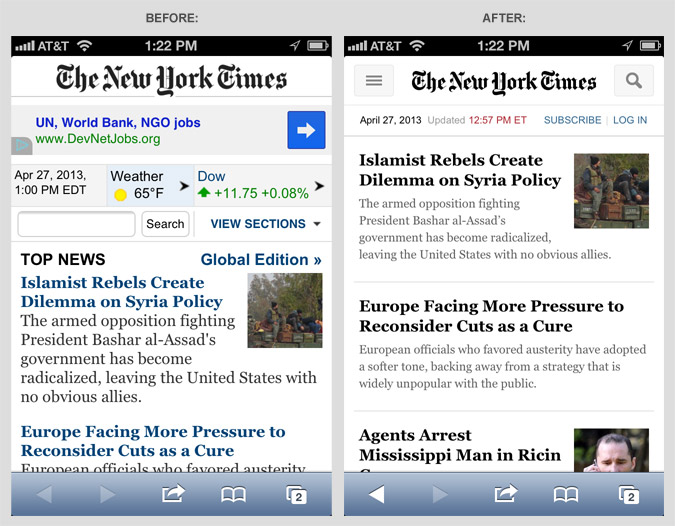 BEFORE:
AT&T 1:22 PM
The New York Times
UN, World Bank, NGO jobs
www.DevNetJobs.org
Apr 27, 2013,
1:00 PM EDT
Weather
65°F
Dow
+11.75 +0.08%
Search
VIEW SECTIONS
TOP NEWS
Global Edition »
Islamist Rebels Create
Dilemma on Syria Policy
The armed opposition fighting
President Bashar al-Assad's
government has become
radicalized, leaving the United States with
no obvious allies.
Europe Facing More Pressure to
Reconsider Cuts as a Cure
European officials who favored austerity
2
AFTER:
AT&T 1:22 PM
The New York Times
April 27, 2013 Updated 12:57 PM ET SUBSCRIBE | LOG IN
Islamist Rebels Create
Dilemma on Syria Policy
The armed opposition fighting
President Bashar al-Assad's
government has become radicalized,
leaving the United States with no obvious allies.
Europe Facing More Pressure to
Reconsider Cuts as a Cure
European officials who favored austerity have adopted
a softer tone, backing away from a strategy that is
widely unpopular with the public.
Agents Arrest
Mississippi Man in Ricin
2